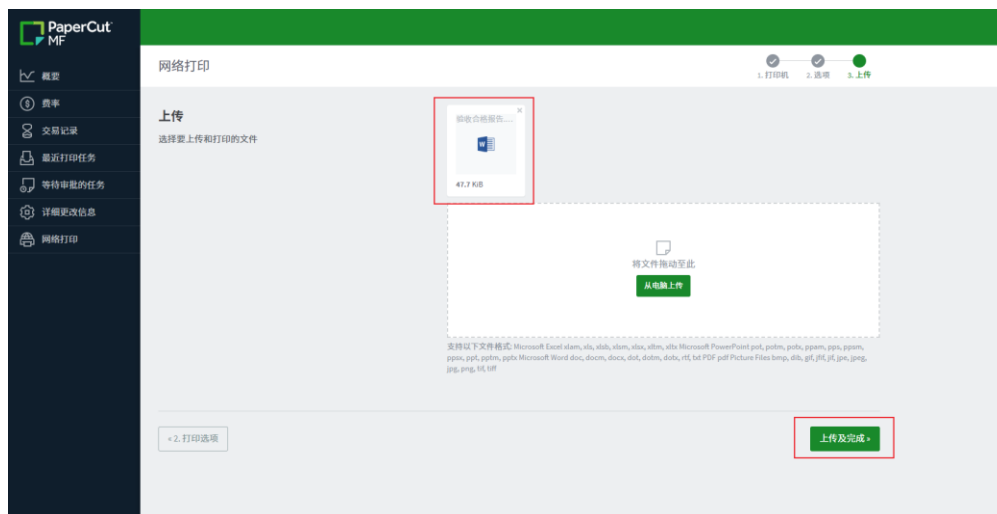 PaperCut
MF
概要
费率
交易记录
最近打印任务
等待审批的任务
详细更改信息
网络打印
网络打印
1. 打印机
2. 选项
3. 上传
上传
选择要上传和打印的文件
验收合格报告....
×
W
47.7 KiB
将文件拖动至此
从电脑上传
支持以下文件格式: Microsoft Excel xlam, xls, xlsb, xlsm, xlsx, xltm, xltx Microsoft PowerPoint pot, potm, potx, ppam, pps, ppsm,
ppsx, ppt, pptm, pptx Microsoft Word doc, docm, docx, dot, dotm, dotx, rtf, txt PDF pdf Picture Files bmp, dib, gif, jfif, jif, jpe, jpeg,
jpg, png, tif, tiff
« 2. 打印选项
上传及完成 »